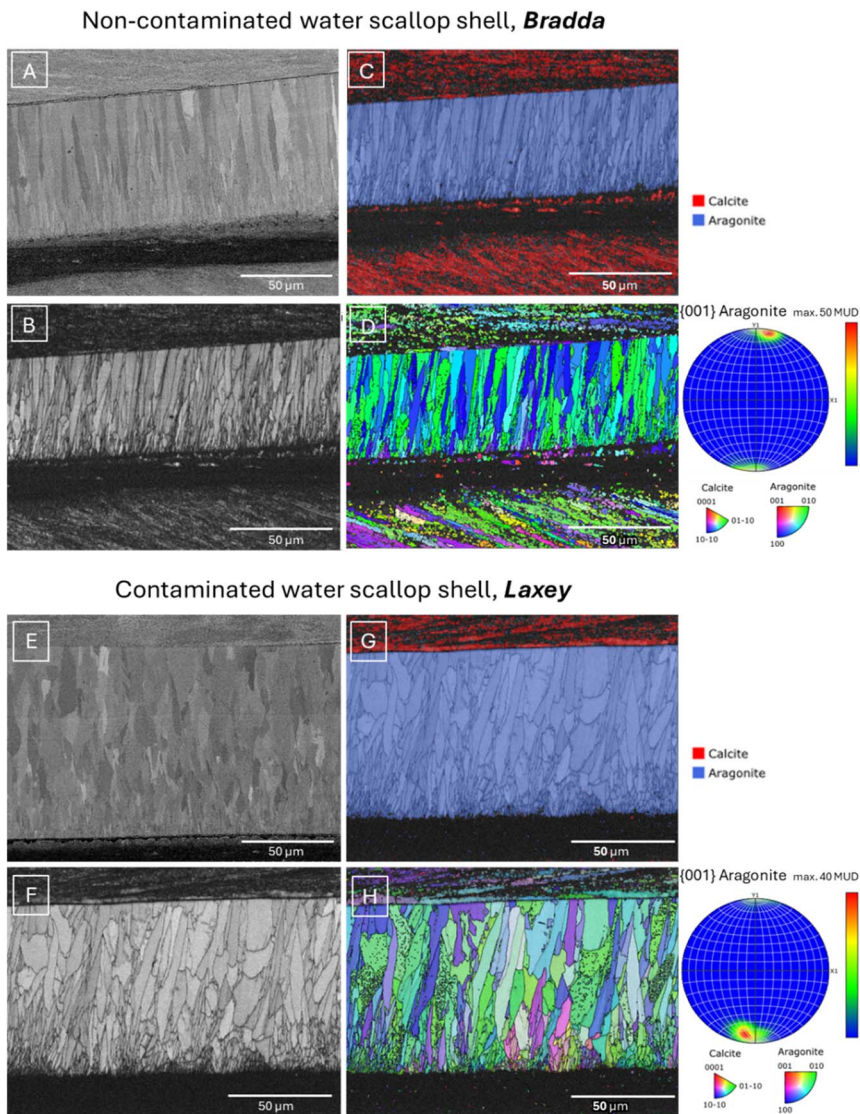 Non-contaminated water scallop shell, Bradda
A
C
50 µm
50 µm
Calcite
Aragonite
B
D
50 µm
50 µm
{001} Aragonite max. 50 MUD
Y1
X1
Calcite
Aragonite
0001
01-10
10-10
001 010
100
Contaminated water scallop shell, Laxey
E
G
50 µm
50 µm
Calcite
Aragonite
F
H
50 µm
50 µm
{001} Aragonite max. 40 MUD
Y1
X1
Calcite
Aragonite
0001
01-10
10-10
001 010
100